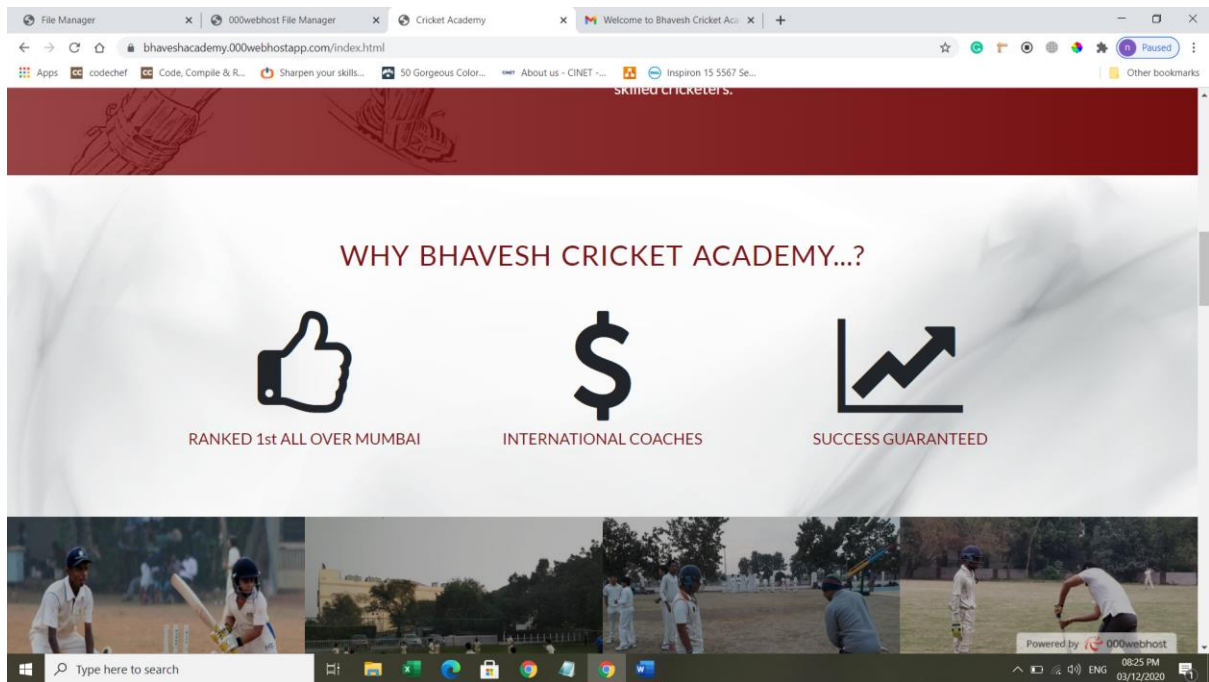 File Manager
000webhost File Manager
Cricket Academy
Welcome to Bhavesh Cricket Aca
bhaveshacademy.000webhostapp.com/index.html
n Paused
Apps
CC codechef
CC Code, Compile & R...
Sharpen your skills...
50 Gorgeous Color...
About us - CINET -...
Inspiron 15 5567 Se...
Other bookmarks
skilled cricketers.
WHY BHAVESH CRICKET ACADEMY...?
RANKED 1st ALL OVER MUMBAI
INTERNATIONAL COACHES
SUCCESS GUARANTEED
Powered by 000webhost
Type here to search
ENG
08:25 PM
03/12/2020